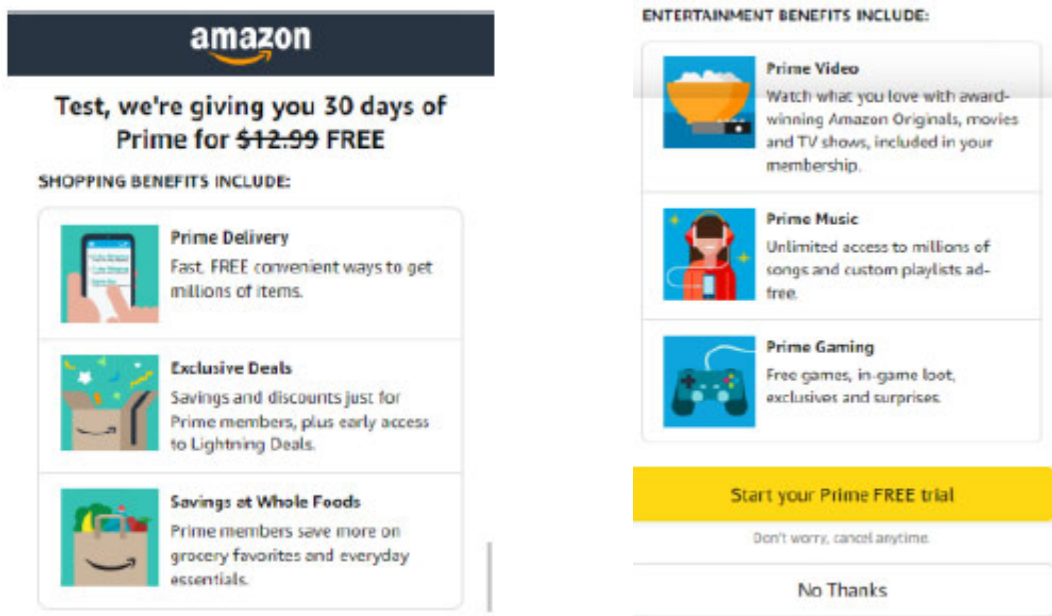 amazon
Test, we're giving you 30 days of
Prime for $12.99 FREE
SHOPPING BENEFITS INCLUDE:
Prime Delivery
Fast, FREE convenient ways to get
millions of items.
Exclusive Deals
Savings and discounts just for
Prime members, plus early access
to Lightning Deals.
Savings at Whole Foods
Prime members save more on
grocery favorites and everyday
essentials.
ENTERTAINMENT BENEFITS INCLUDE:
Prime Video
Watch what you love with award-
winning Amazon Originals, movies
and TV shows, included in your
membership.
Prime Music
Unlimited access to millions of
songs and custom playlists ad-
free.
Prime Gaming
Free games, in-game loot,
exclusives and surprises.
Start your Prime FREE trial
Don't worry, cancel anytime.
No Thanks